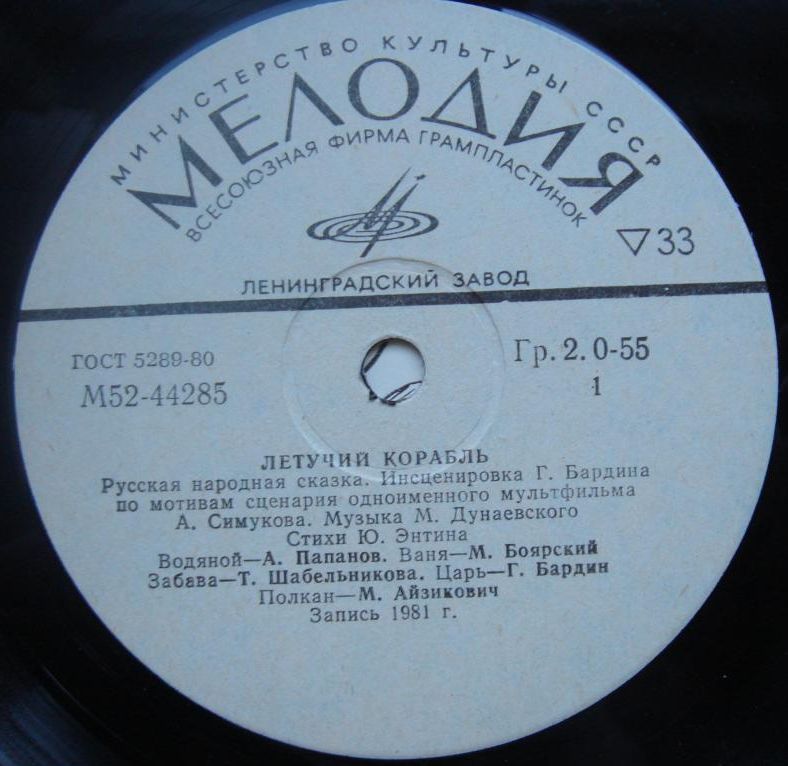 МИНИСТЕРСТВО КУЛЬТУРЫ СССР
МЕЛОДИЯ
ВСЕСОЮЗНАЯ ФИРМА ГРАМПЛАСТИНОК
33
ЛЕНИНГРАДСКИЙ ЗАВОД
ГОСТ 5289-80
Гр. 2. 0-55
М52-44285
1
ЛЕТУЧИЙ КОРАБЛЬ
Русская народная сказка. Инсценировка Г. Бардина
по мотивам сценария одноименного мультфильма
А. Симукова. Музыка М. Дунаевского
Стихи Ю. Энтина
Водяной—А. Папанов. Ваня—М. Боярский
Забава—Т. Шабельникова. Царь—Г. Бардин
Полкан—М. Айзикович
Запись 1981 г.